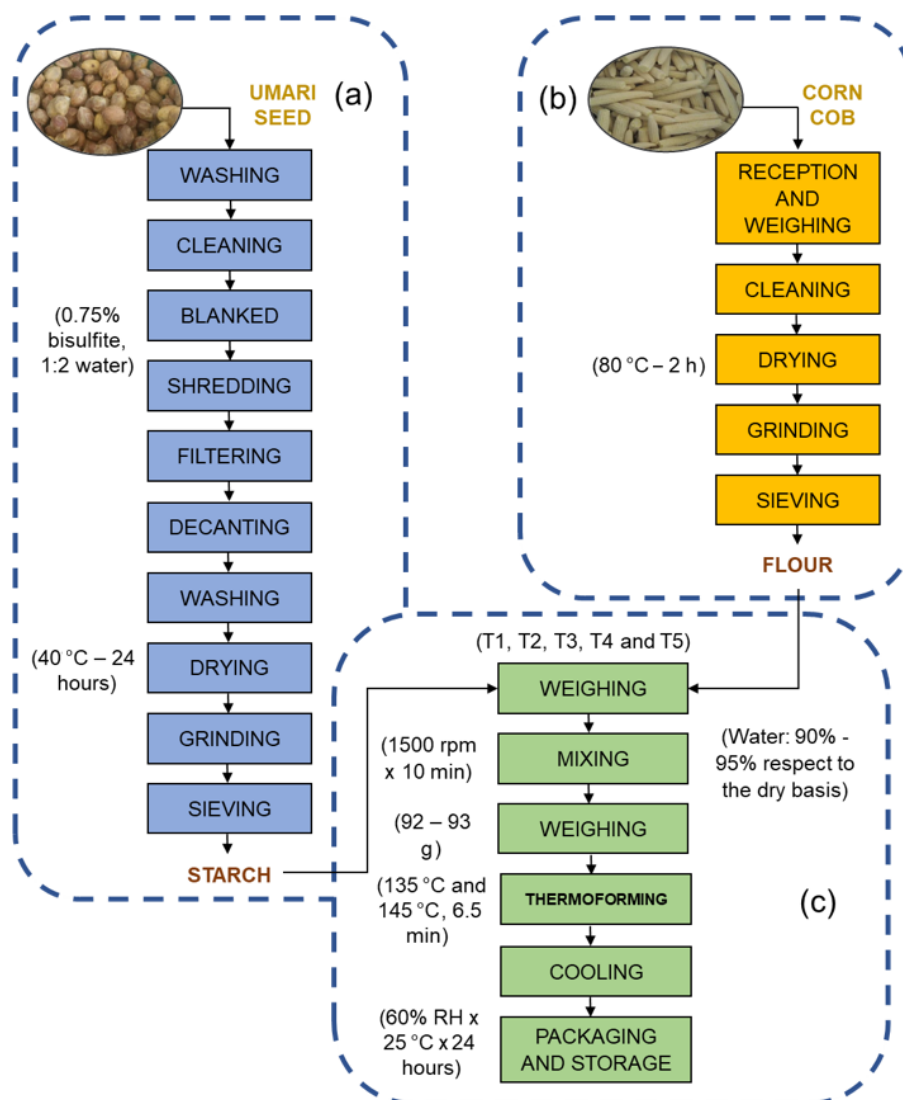 UMARI
SEED
(a)
WASHING
CLEANING
(0.75%
bisulfite,
1:2 water)
BLANKED
SHREDDING
FILTERING
DECANTING
WASHING
(40 °C – 24
hours)
DRYING
GRINDING
SIEVING
STARCH
(b)
CORN
COB
RECEPTION
AND
WEIGHING
CLEANING
(80 °C – 2 h)
DRYING
GRINDING
SIEVING
FLOUR
(T1, T2, T3, T4 and T5)
WEIGHING
(1500 rpm
x 10 min)
MIXING
(Water: 90% -
95% respect to
the dry basis)
(92 – 93
g)
WEIGHING
(135 °C and
145 °C, 6.5
min)
THERMOFORMING
(c)
COOLING
(60% RH x
25 °C x 24
hours)
PACKAGING
AND STORAGE